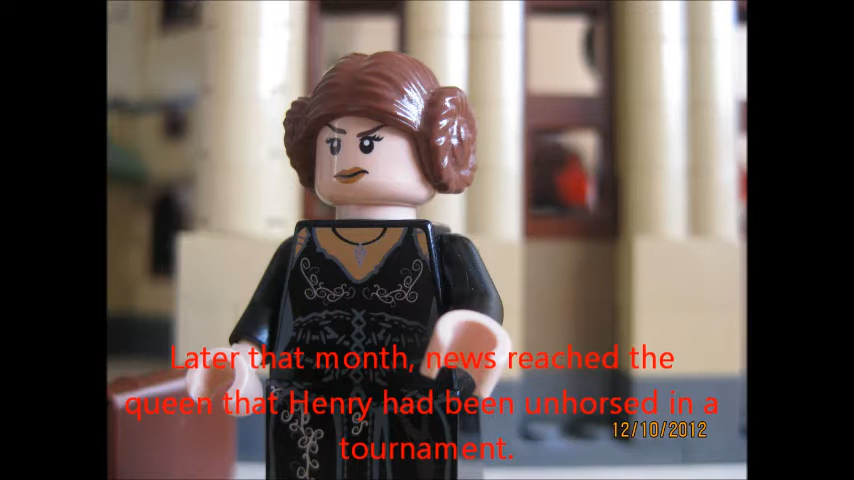 Later that month, news reached the
queen that Henry had been unhorsed in a
12/10/2012
tournament.